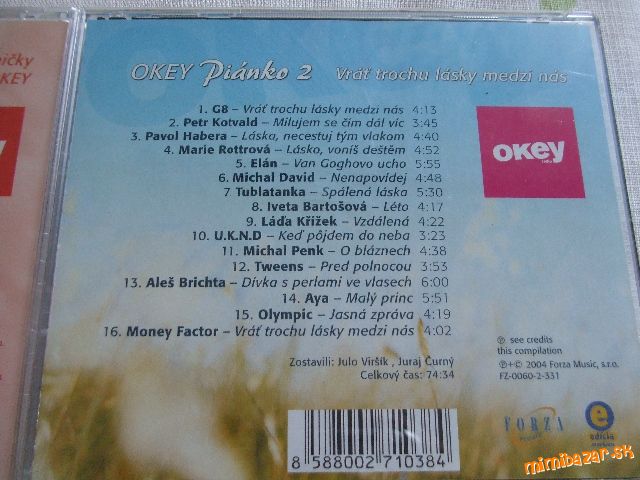 ničky
OKEY
OKEY Piánko 2 Vráť trochu lásky medzi nás
1. G8 – Vráť trochu lásky medzi nás 4:13
2. Petr Kotvald – Milujem se čím dál víc 3:45
3. Pavol Habera – Láska, necestuj tým vlakom 4:40
4. Marie Rottrová – Lásko, voníš deštěm 4:52
5. Elán – Van Goghovo ucho 5:55
6. Michal David – Nenapovídej 4:48
7. Tublatanka – Spálená láska 5:30
8. Iveta Bartošová – Léto 4:17
9. Láďa Křížek – Vzdálená 4:22
10. U.K.N.D – Keď pôjdem do neba 3:23
11. Michal Penk – O bláznech 4:38
12. Tweens – Pred polnocou 3:53
13. Aleš Brichta – Dívka s perlami ve vlasech 6:00
14. Aya – Malý princ 5:51
15. Olympic – Jasná zpráva 4:19
16. Money Factor – Vráť trochu lásky medzi nás 4:02
okey
Zostavili: Julo Viršík, Juraj Čurný
Celkový čas: 74:34
℗ see credits
this compilation
℗+© 2004 Forza Music, s.r.o.
FZ-0060-2-331
FORZA
e
edícia
8 588002 710384
mimibazar.sk